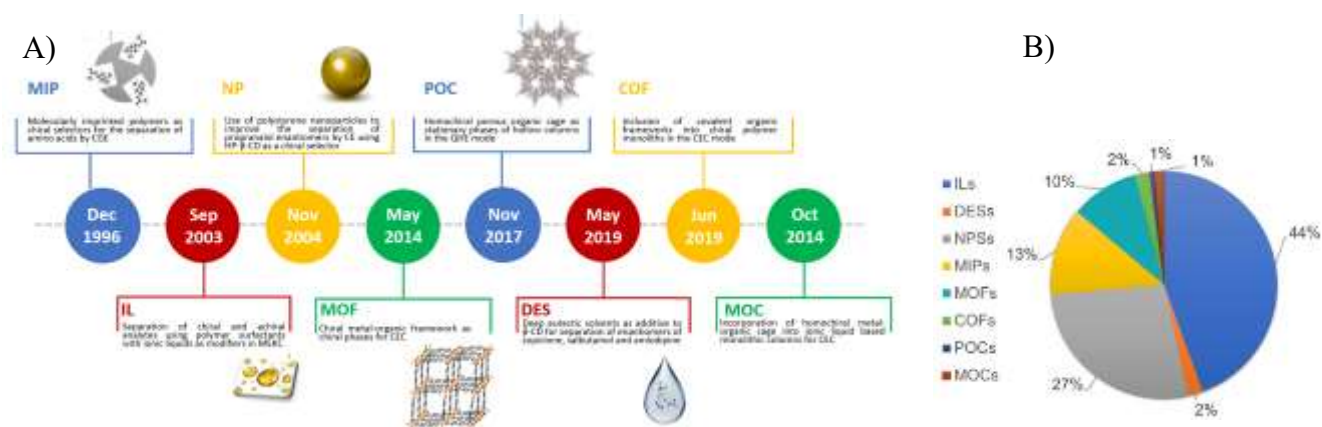 A)
B)
MIP
Molecularly imprinted polymers as
chiral selectors for the separation of
amino acids by
NP
Use of polystyrene nanoparticles to
improve the separation of
propranolol enantiomers by CE using
HP-β-CD as a chiral selector
POC
Homochiral porous organic cage as
stationary phases of hollow columns
in the mode
COF
Inclusion of covalent organic
frameworks into chiral polymer
monoliths in the CEC mode
Dec
1996
Sep
2003
Nov
2004
May
2014
Nov
2017
May
2019
Jun
2019
Oct
2014
IL
Separation of chiral and achiral
analytes using polymer surfactants
with ionic liquids as modifiers in
MOF
Chiral metal-organic framework as
chiral phases for CEC
DES
Deep eutectic solvents as addition to
β-CD for separation of enantiomers of
zopiclone, salbutamol and amlodipine
MOC
Incorporation of homochiral metal-
organic cage into ionic liquid based
monolithic columns for CEC
ILs
DESs
NPSs
MIPs
MOFs
COFs
POCs
MOCs
2%
1%
1%
10%
44%
13%
27%
2%